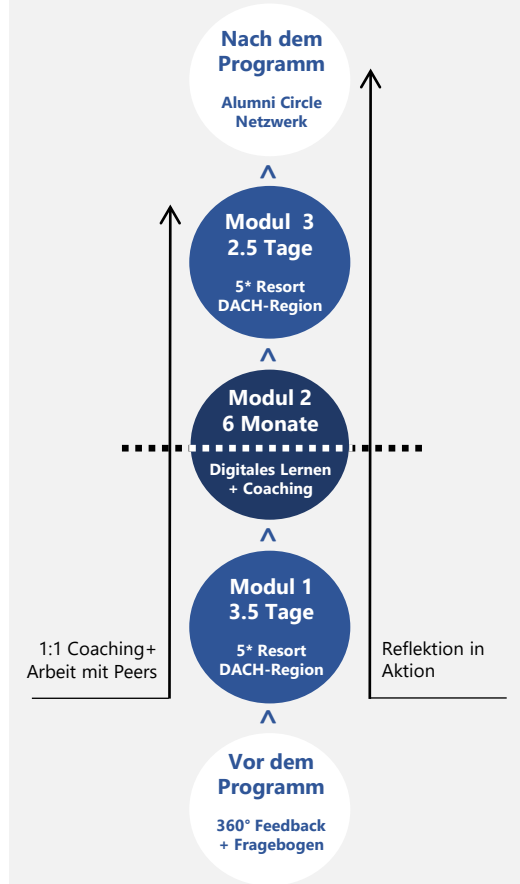 Nach dem
Programm
Alumni Circle
Netzwerk
^
Modul  3
2.5 Tage
5* Resort
DACH-Region
^
Modul 2
6 Monate
Digitales Lernen
+ Coaching
^
Modul 1
3.5 Tage
5* Resort
DACH-Region
1:1 Coaching+
Arbeit mit Peers
Reflektion in
Aktion
^
Vor dem
Programm
360° Feedback
+ Fragebogen